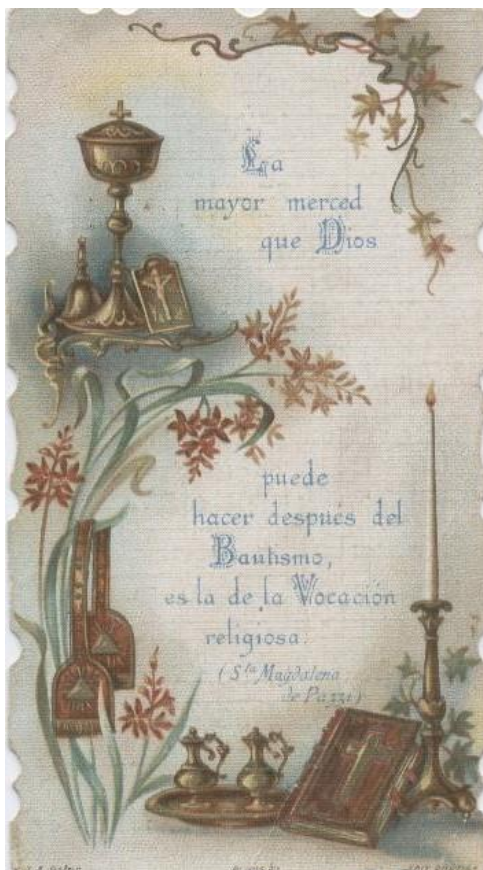 La
mayor merced
que Dios
puede
hacer después del
Bautismo,
es la de la Vocación
religiosa.
(Sta Magdalena
de Pazzi)